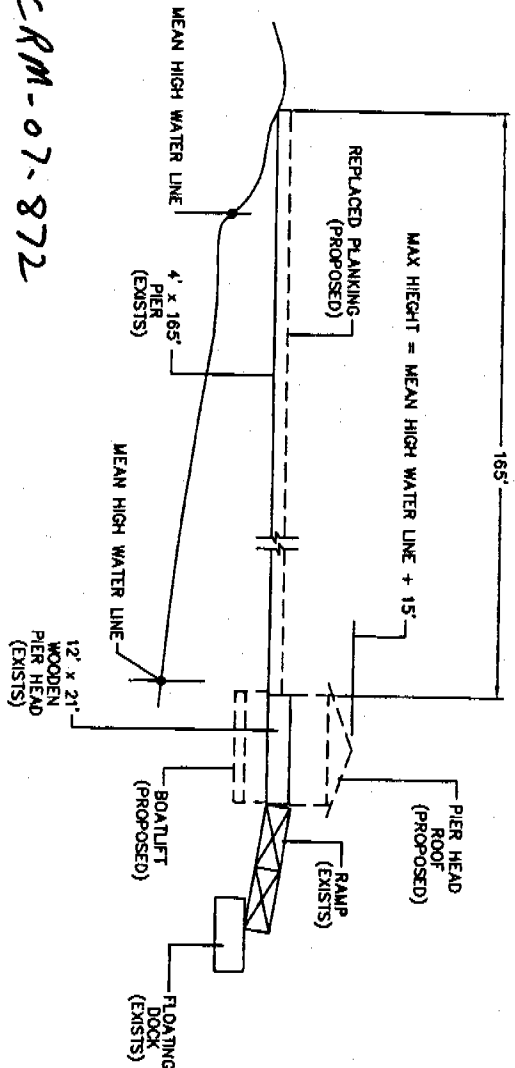 165'
MAX HIEGHT = MEAN HIGH WATER LINE + 15'
REPLACED PLANKING
(PROPOSED)
PIER HEAD
ROOF
(PROPOSED)
MEAN HIGH WATER LINE
4' x 165'
PIER
(EXISTS)
RAMP
(EXISTS)
MEAN HIGH WATER LINE
12' x 21'
WOODEN
PIER HEAD
(EXISTS)
BOATLIFT
(PROPOSED)
FLOATING
DOCK
(EXISTS)
CRM-07-872